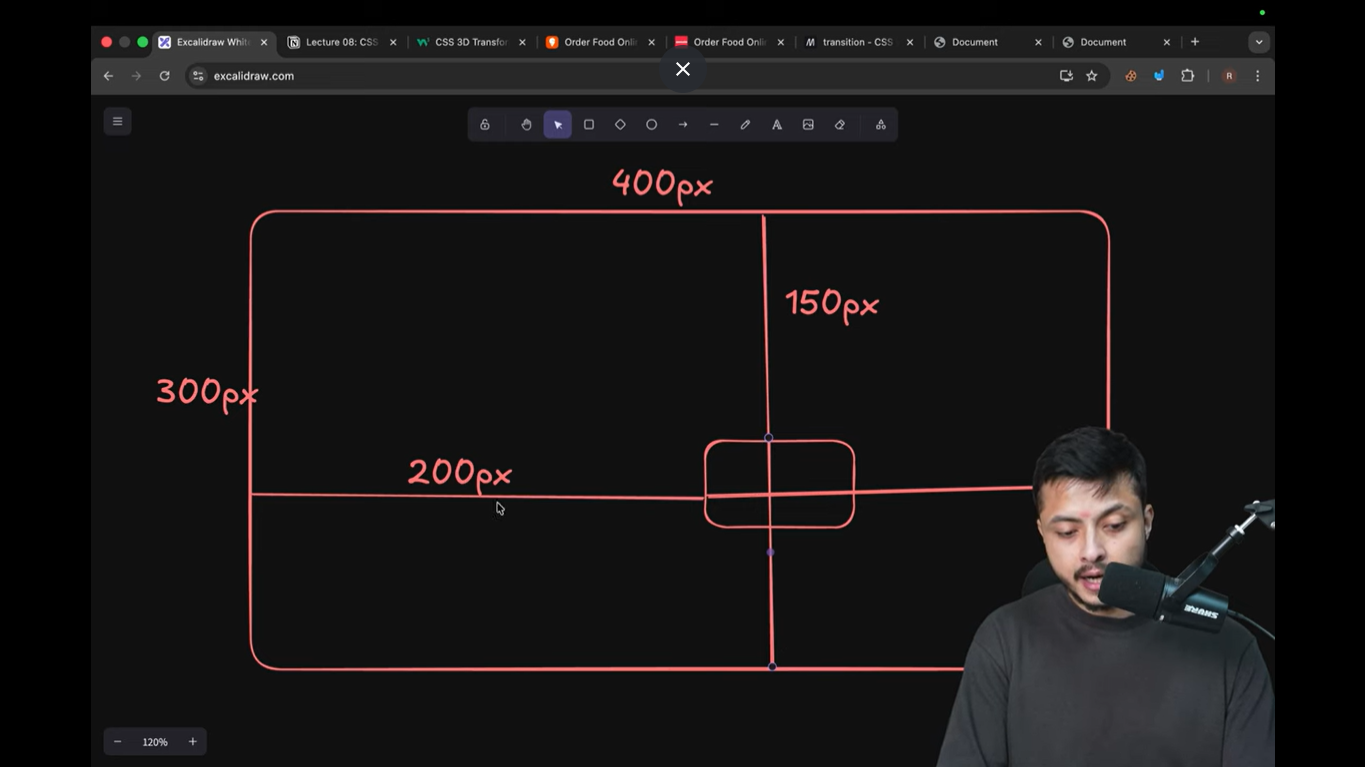 Excalidraw Whit
Lecture 08: CSS
CSS 3D Transfor
Order Food Onli
Order Food Onli
transition - CSS
Document
Document
excalidraw.com
R
400px
150px
300px
200px
SHURE
120%